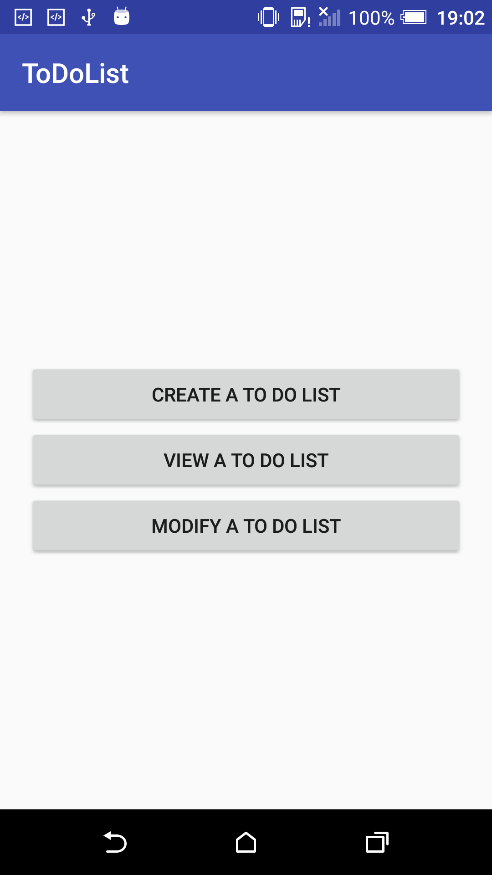 100% 19:02
ToDoList
CREATE A TO DO LIST
VIEW A TO DO LIST
MODIFY A TO DO LIST